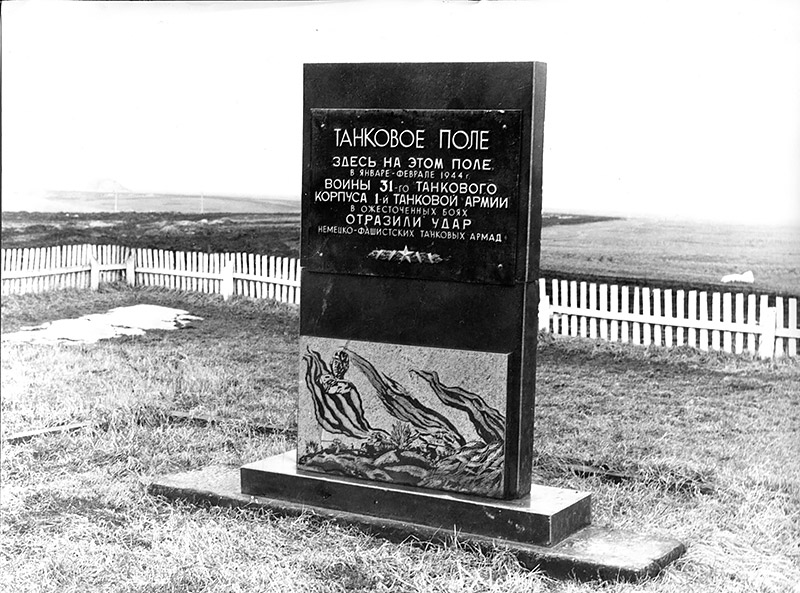 ТАНКОВОЕ ПОЛЕ
ЗДЕСЬ НА ЭТОМ ПОЛЕ
В ЯНВАРЕ-ФЕВРАЛЕ 1944 г.
ВОИНЫ 31-ГО ТАНКОВОГО
КОРПУСА 1-й ТАНКОВОЙ АРМИИ
В ОЖЕСТОЧЕННЫХ БОЯХ
ОТРАЗИЛИ УДАР
НЕМЕЦКО-ФАШИСТСКИХ ТАНКОВЫХ АРМАД